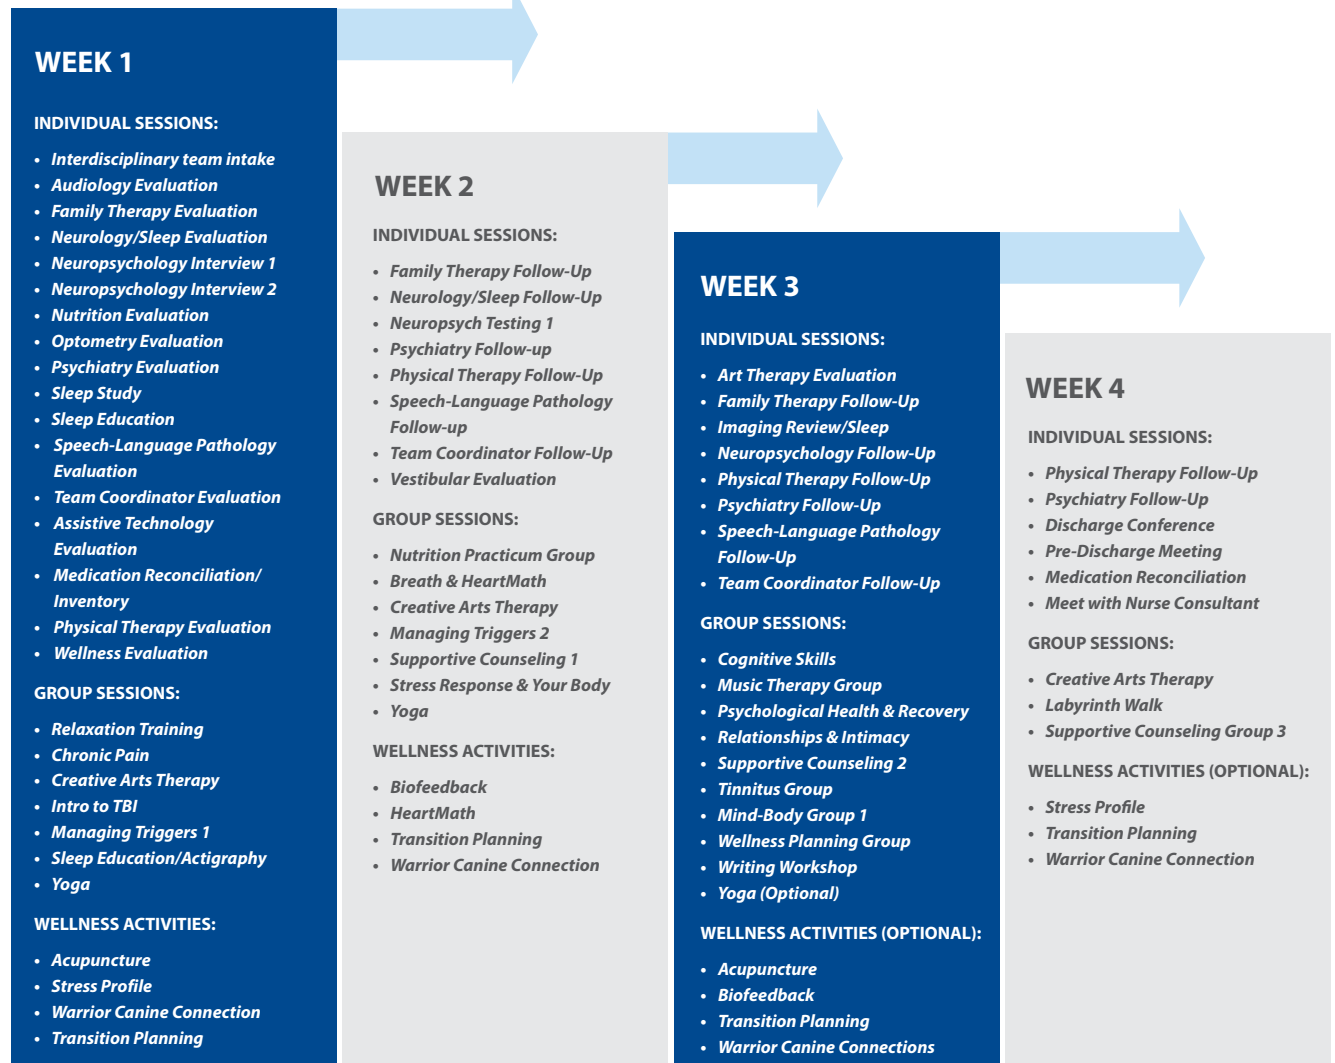 WEEK 1
INDIVIDUAL SESSIONS:
• Interdisciplinary team intake
• Audiology Evaluation
• Family Therapy Evaluation
• Neurology/Sleep Evaluation
• Neuropsychology Interview 1
• Neuropsychology Interview 2
• Nutrition Evaluation
• Optometry Evaluation
• Psychiatry Evaluation
• Sleep Study
• Sleep Education
• Speech-Language Pathology
Evaluation
• Team Coordinator Evaluation
• Assistive Technology
Evaluation
• Medication Reconciliation/
Inventory
• Physical Therapy Evaluation
• Wellness Evaluation
GROUP SESSIONS:
• Relaxation Training
• Chronic Pain
• Creative Arts Therapy
• Intro to TBI
• Managing Triggers 1
• Sleep Education/Actigraphy
• Yoga
WELLNESS ACTIVITIES:
• Acupuncture
• Stress Profile
• Warrior Canine Connection
• Transition Planning
WEEK 2
INDIVIDUAL SESSIONS:
• Family Therapy Follow-Up
• Neurology/Sleep Follow-Up
• Neuropsych Testing 1
• Psychiatry Follow-up
• Physical Therapy Follow-Up
• Speech-Language Pathology
Follow-up
• Team Coordinator Follow-Up
• Vestibular Evaluation
GROUP SESSIONS:
• Nutrition Practicum Group
• Breath & HeartMath
• Creative Arts Therapy
• Managing Triggers 2
• Supportive Counseling 1
• Stress Response & Your Body
• Yoga
WELLNESS ACTIVITIES:
• Biofeedback
• HeartMath
• Transition Planning
• Warrior Canine Connection
WEEK 3
INDIVIDUAL SESSIONS:
• Art Therapy Evaluation
• Family Therapy Follow-Up
• Imaging Review/Sleep
• Neuropsychology Follow-Up
• Physical Therapy Follow-Up
• Psychiatry Follow-Up
• Speech-Language Pathology
Follow-Up
• Team Coordinator Follow-Up
GROUP SESSIONS:
• Cognitive Skills
• Music Therapy Group
• Psychological Health & Recovery
• Relationships & Intimacy
• Supportive Counseling 2
• Tinnitus Group
• Mind-Body Group 1
• Wellness Planning Group
• Writing Workshop
• Yoga (Optional)
WELLNESS ACTIVITIES (OPTIONAL):
• Acupuncture
• Biofeedback
• Transition Planning
• Warrior Canine Connections
WEEK 4
INDIVIDUAL SESSIONS:
• Physical Therapy Follow-Up
• Psychiatry Follow-Up
• Discharge Conference
• Pre-Discharge Meeting
• Medication Reconciliation
• Meet with Nurse Consultant
GROUP SESSIONS:
• Creative Arts Therapy
• Labyrinth Walk
• Supportive Counseling Group 3
WELLNESS ACTIVITIES (OPTIONAL):
• Stress Profile
• Transition Planning
• Warrior Canine Connection